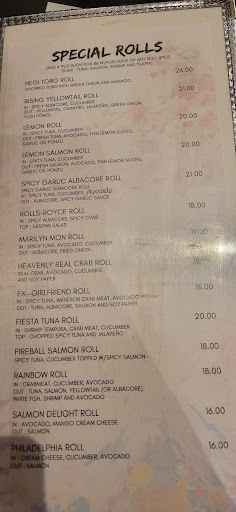 SPECIAL ROLLS
NEGI TORO ROLL 26.00
CHOPPED TORO WITH GREEN ONION AND MASAGO
RISING YELLOWTAIL ROLL 21.00
IN : SPICY ALBACORE, CUCUMBER
OUT : YELLOWTAIL, CILANTRO, JALAPEÑO, GREEN ONION,
YUZU PONZU
LEMON ROLL 20.00
IN : SPICY TUNA, CUCUMBER
OUT : FRESH SALMON, AVOCADO, THIN LEMON SLICES,
GARLIC OIL PONZU
LEMON SALMON ROLL 20.00
IN : SPICY TUNA, CUCUMBER
OUT : FRESH SALMON, AVOCADO, THIN LEMON SLICES,
GARLIC OIL PONZU
SPICY GARLIC ALBACORE ROLL 21.00
SPICY GARLIC ALBACORE ROLL
IN : SPICY TUNA, CUCUMBER, Avocado
OUT : ALBACORE, SPICY GARLIC SAUCE
ROLLS-ROYCE ROLL 18.00
IN : SPICY ALBACORE, SPICY CRAB
TOP : SASHIMI SALAD
MARILYN MON ROLL 19.00
IN : SPICY TUNA, AVOCADO, CUCUMBER
OUT : ALBACORE, FRIED ONION
HEAVENLY REAL CRAB ROLL 21.00
REAL CRAB, AVOCADO, CUCUMBER,
AND SOY PAPER
EX-GIRLFRIEND ROLL 16.00
IN : SPICY TUNA, IMITATION CRAB MEAT, AVOCADO
OUT : TUNA, ALBACORE, SALMON AND SOY PAPER
FIESTA TUNA ROLL 20.00
IN : SHRIMP TEMPURA, CRAB MEAT, CUCUMBER
TOP : CHOPPED SPICY TUNA AND JALAPEÑO
FIREBALL SALMON ROLL 18.00
SPICY TUNA, CUCUMBER TOPPED W/SPICY SALMON
RAINBOW ROLL 18.00
IN : CRABMEAT, CUCUMBER, AVOCADO
OUT : TUNA, SALMON, YELLOWTAIL (OR ALBACORE)
WHITE FISH, SHRIMP AND AVOCADO
SALMON DELIGHT ROLL 16.00
IN : AVOCADO, MANGO CREAM CHEESE
OUT : SALMON
PHILADELPHIA ROLL 16.00
IN : CREAM CHEESE, CUCUMBER, AVOCADO
OUT : SALMON